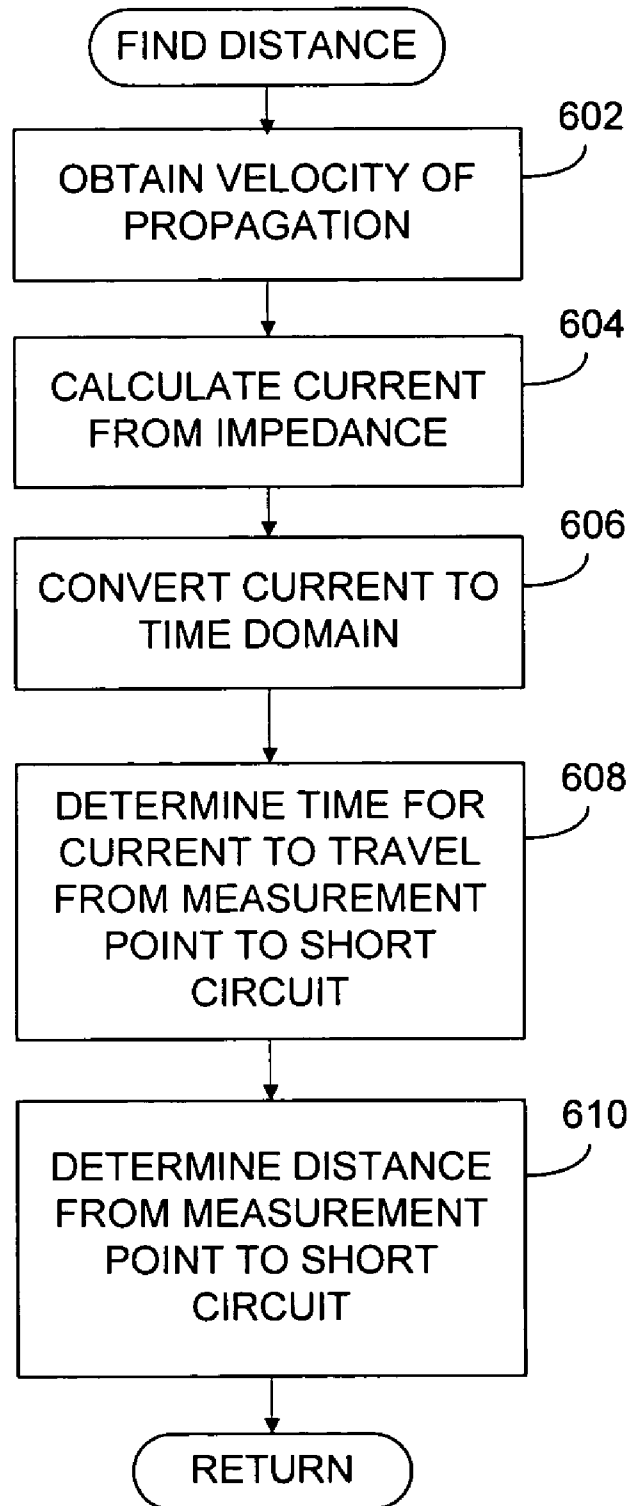 FIND DISTANCE
602
OBTAIN VELOCITY OF
PROPAGATION
604
CALCULATE CURRENT
FROM IMPEDANCE
606
CONVERT CURRENT TO
TIME DOMAIN
608
DETERMINE TIME FOR
CURRENT TO TRAVEL
FROM MEASUREMENT
POINT TO SHORT
CIRCUIT
610
DETERMINE DISTANCE
FROM MEASUREMENT
POINT TO SHORT
CIRCUIT
RETURN